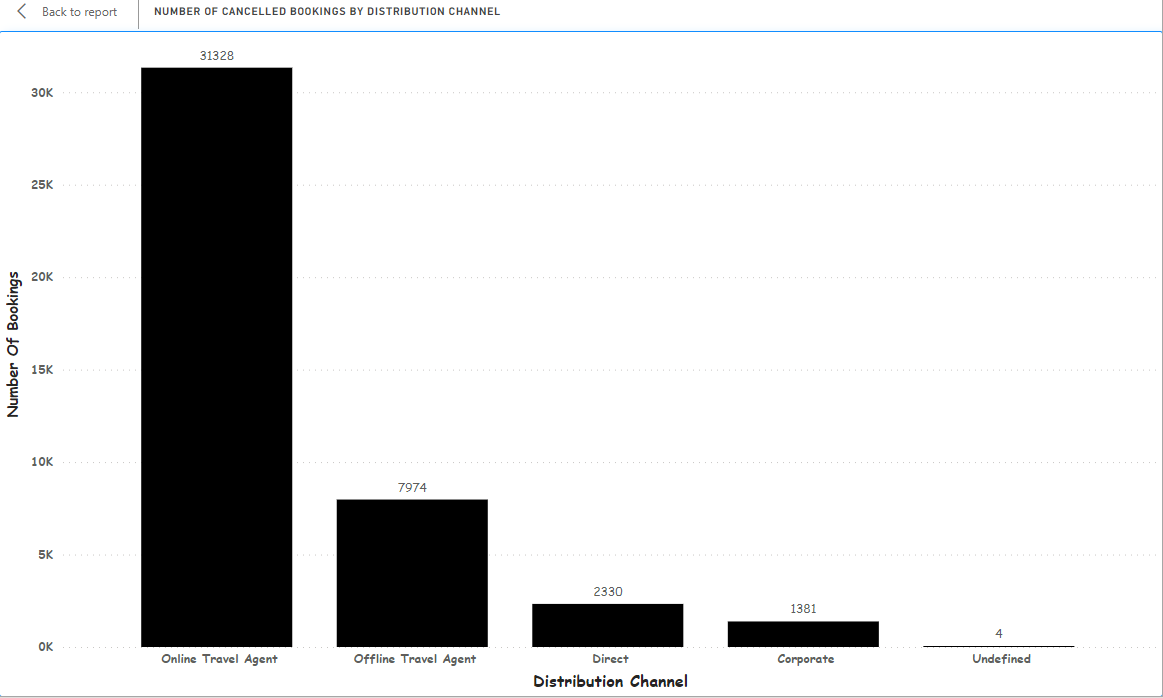 Back to report
NUMBER OF CANCELLED BOOKINGS BY DISTRIBUTION CHANNEL
31328
30K
25K
20K
15K
10K
7974
5K
2330
1381
4
0K
Number Of Bookings
Online Travel Agent
Offline Travel Agent
Direct
Corporate
Undefined
Distribution Channel